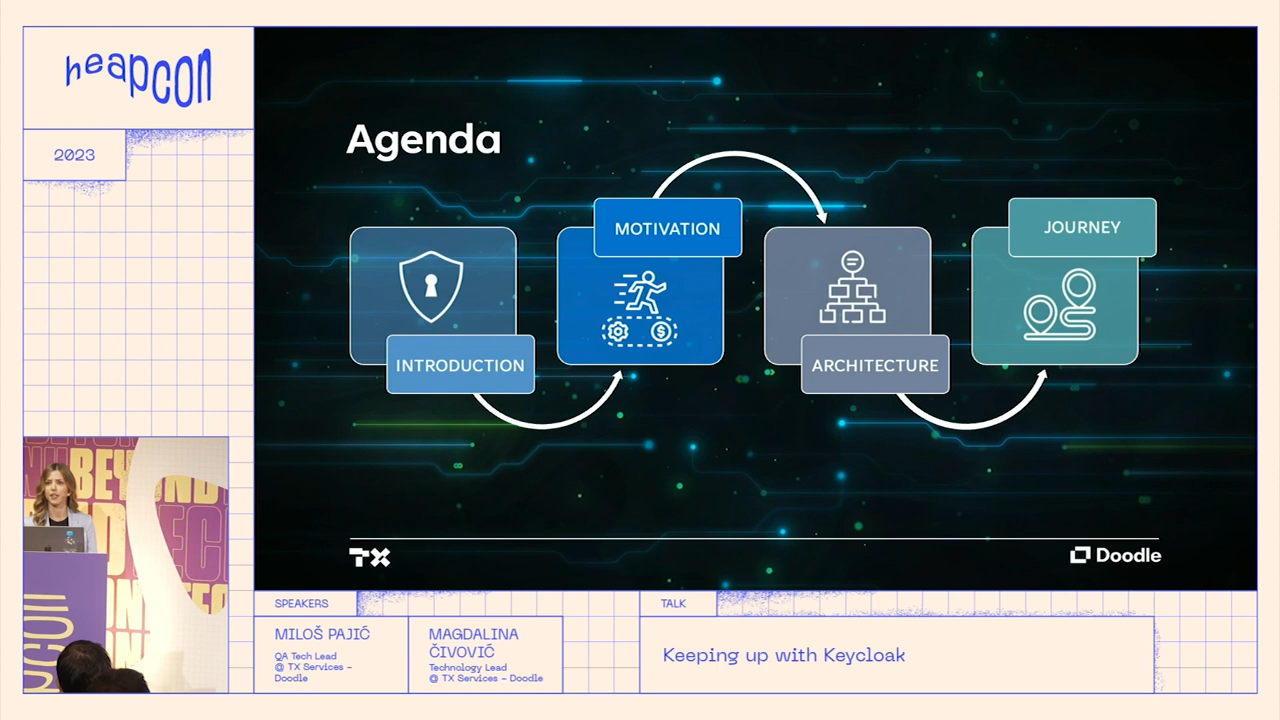 heapcon
2023
Agenda
MOTIVATION
JOURNEY
INTRODUCTION
ARCHITECTURE
TX
Doodle
BEYOND
SPEAKERS
TALK
MILOŠ PAJIĆ
QA Tech Lead
@ TX Services –
Doodle
MAGDALINA
ČIVOVIĆ
Technology Lead
@ TX Services – Doodle
Keeping up with Keycloak